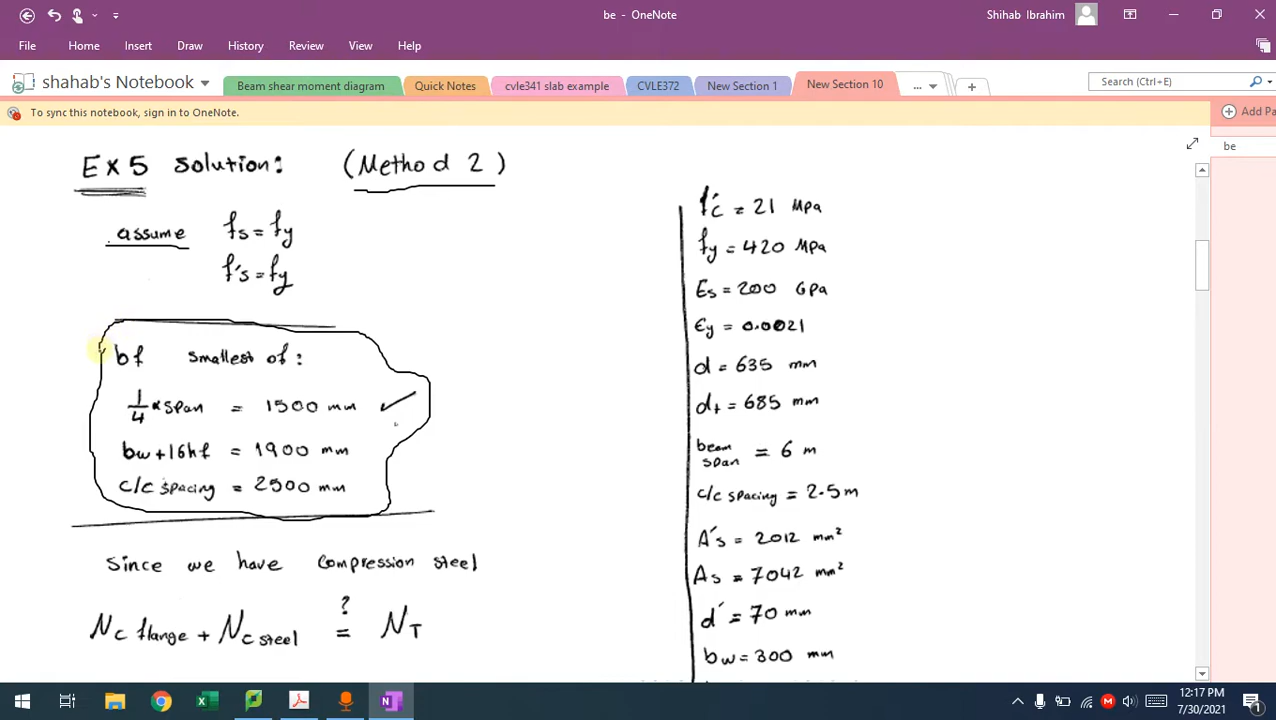 be - OneNote
Shihab Ibrahim
File Home Insert Draw History Review View Help
shahab's Notebook
Beam shear moment diagram
Quick Notes
cvle341 slab example
CVLE372
New Section 1
New Section 10
...
Search (Ctrl+E)
To sync this notebook, sign in to OneNote.
Add Pa
be
Ex 5 Solution: (Method 2)
assume fs = fy
f's = fy
bf smallest of:
1/4 * span = 1500 mm ✓
bw + 16hf = 1900 mm
c/c spacing = 2500 mm
Since we have compression steel
Nc flange + Nc steel =? NT
f'c = 21 MPa
fy = 420 MPa
Es = 200 GPa
εy = 0.0021
d = 635 mm
dt = 685 mm
beam span = 6 m
c/c spacing = 2.5 m
A's = 2012 mm²
As = 7042 mm²
d' = 70 mm
bw = 300 mm
12:17 PM
7/30/2021
1